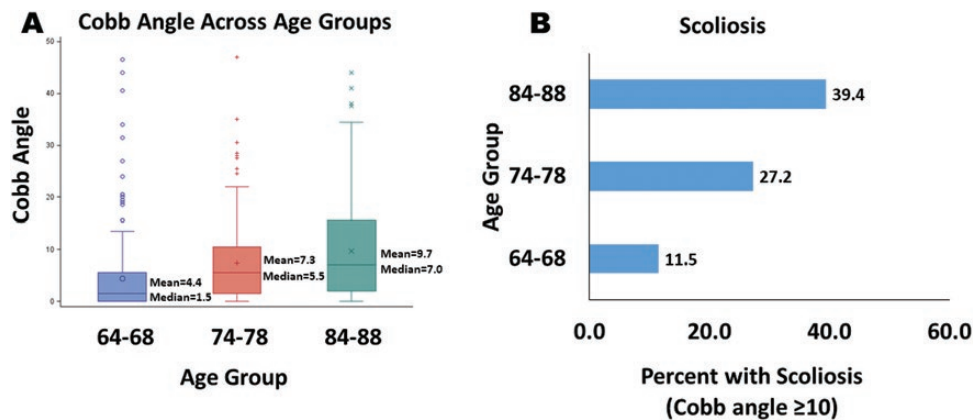 A
Cobb Angle Across Age Groups
50
40
30
20
10
0
Cobb Angle
Mean=4.4
Median=1.5
Mean=7.3
Median=5.5
Mean=9.7
Median=7.0
64-68 74-78 84-88
Age Group
B
Scoliosis
Age Group
84-88 39.4
74-78 27.2
64-68 11.5
0.0 20.0 40.0 60.0
Percent with Scoliosis
(Cobb angle ≥10)